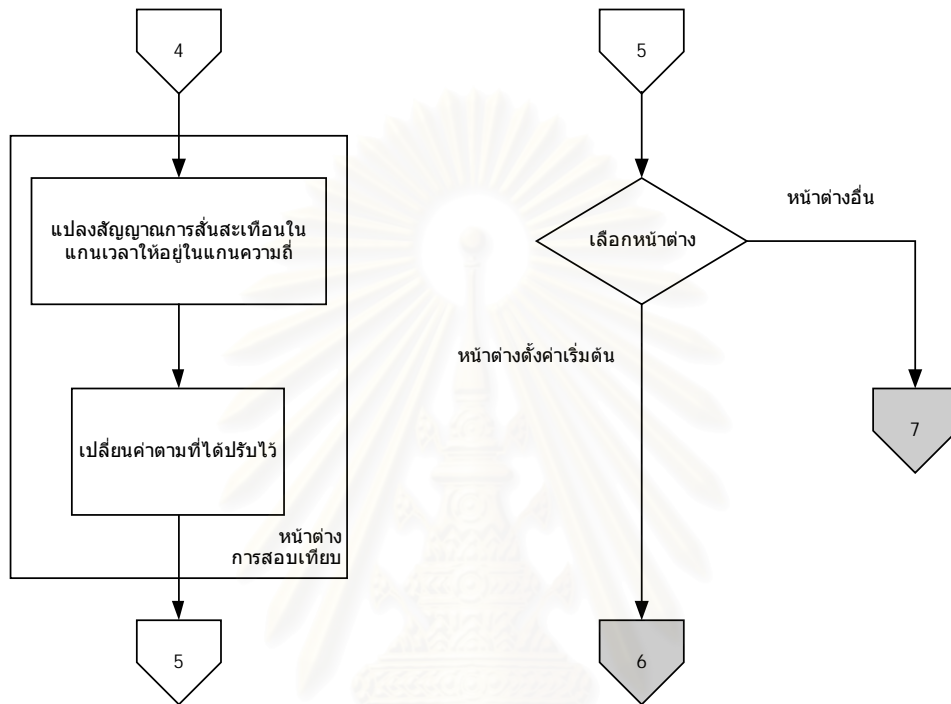 4
แปลงสัญญาณการสั่นสะเทือนใน
แกนเวลาให้อยู่ในแกนความถี่
เปลี่ยนค่าตามที่ได้ปรับไว้
หน้าต่าง
การสอบเทียบ
5
5
เลือกหน้าต่าง
หน้าต่างอื่น
หน้าต่างตั้งค่าเริ่มต้น
7
6